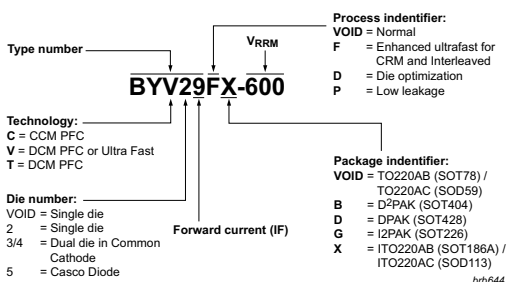 Type number
VRRM
BYV29FX-600
Process indentifier:
VOID = Normal
F = Enhanced ultrafast for
CRM and Interleaved
D = Die optimization
P = Low leakage
Technology:
C = CCM PFC
V = DCM PFC or Ultra Fast
T = DCM PFC
Die number:
VOID = Single die
2 = Single die
3/4 = Dual die in Common
Cathode
5 = Casco Diode
Forward current (IF)
Package indentifier:
VOID = TO220AB (SOT78) /
TO220AC (SOD59)
B = D2PAK (SOT404)
D = DPAK (SOT428)
G = I2PAK (SOT226)
X = ITO220AB (SOT186A) /
ITO220AC (SOD113)
brb644